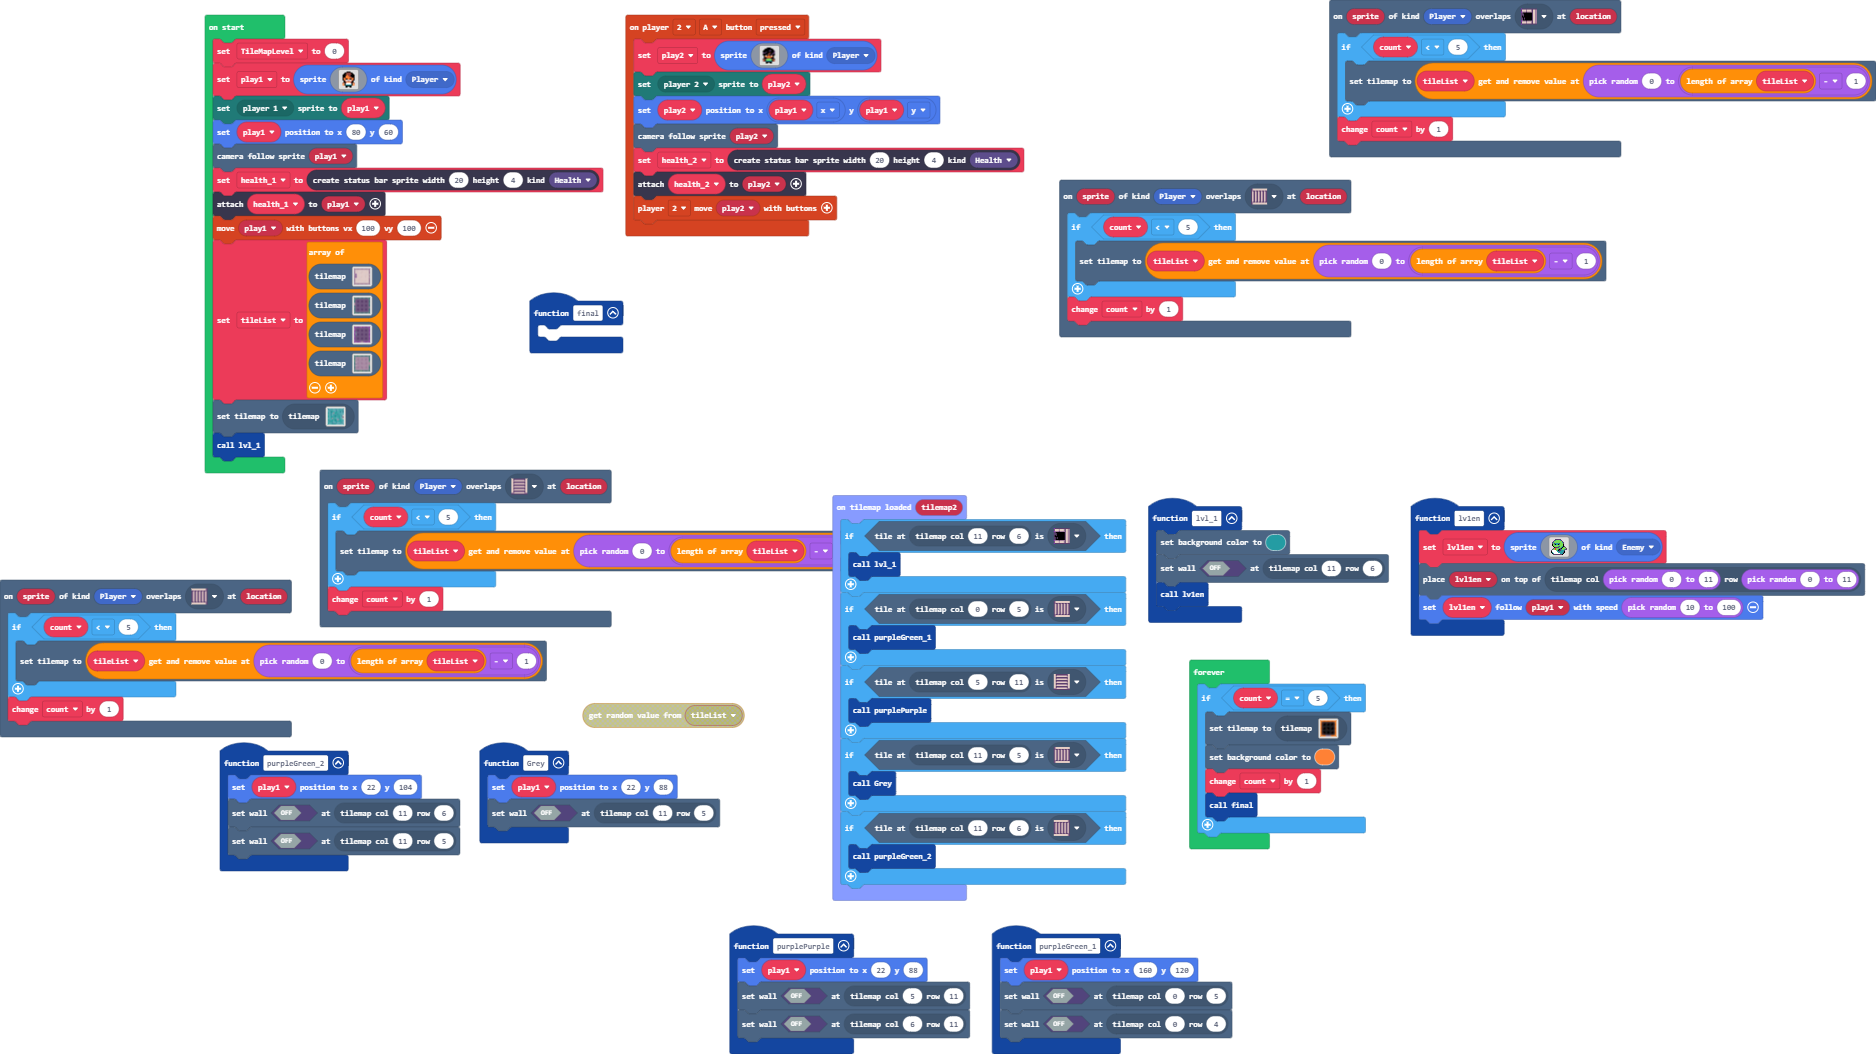 on start
set TileMapLevel to 0
set play1 to sprite of kind Player
set player 1 sprite to play1
set play1 position to x 80 y 60
camera follow sprite play1
set health_1 to create status bar sprite width 20 height 4 kind Health
attach health_1 to play1
move play1 with buttons vx 100 vy 100
set tileList to array of
tilemap
tilemap
tilemap
tilemap
set tilemap to tilemap
call lvl_1
on player 2 A button pressed
set play2 to sprite of kind Player
set player 2 sprite to play2
set play2 position to x play1 x y play1 y
camera follow sprite play2
set health_2 to create status bar sprite width 20 height 4 kind Health
attach health_2 to play2
player 2 move play2 with buttons
function final
on sprite of kind Player overlaps at location
if count < 5 then
set tilemap to tileList get and remove value at pick random 0 to length of array tileList - 1
change count by 1
on sprite of kind Player overlaps at location
if count < 5 then
set tilemap to tileList get and remove value at pick random 0 to length of array tileList - 1
change count by 1
on sprite of kind Player overlaps at location
if count < 5 then
set tilemap to tileList get and remove value at pick random 0 to length of array tileList -
change count by 1
on sprite of kind Player overlaps at location
if count < 5 then
set tilemap to tileList get and remove value at pick random 0 to length of array tileList - 1
change count by 1
get random value from tileList
on tilemap loaded tilemap2
if tile at tilemap col 11 row 6 is then
call lvl_1
if tile at tilemap col 0 row 5 is then
call purpleGreen_1
if tile at tilemap col 5 row 11 is then
call purplePurple
if tile at tilemap col 11 row 5 is then
call Grey
if tile at tilemap col 11 row 6 is then
call purpleGreen_2
function lvl_1
set background color to
set wall OFF at tilemap col 11 row 6
call lvlen
function lvlen
set lvl1en to sprite of kind Enemy
place lvl1en on top of tilemap col pick random 0 to 11 row pick random 0 to 11
set lvl1en follow play1 with speed pick random 10 to 100
forever
if count = 5 then
set tilemap to tilemap
set background color to
change count by 1
call final
function purpleGreen_2
set play1 position to x 22 y 104
set wall OFF at tilemap col 11 row 6
set wall OFF at tilemap col 11 row 5
function Grey
set play1 position to x 22 y 88
set wall OFF at tilemap col 11 row 5
function purplePurple
set play1 position to x 22 y 88
set wall OFF at tilemap col 5 row 11
set wall OFF at tilemap col 6 row 11
function purpleGreen_1
set play1 position to x 160 y 120
set wall OFF at tilemap col 0 row 5
set wall OFF at tilemap col 0 row 4